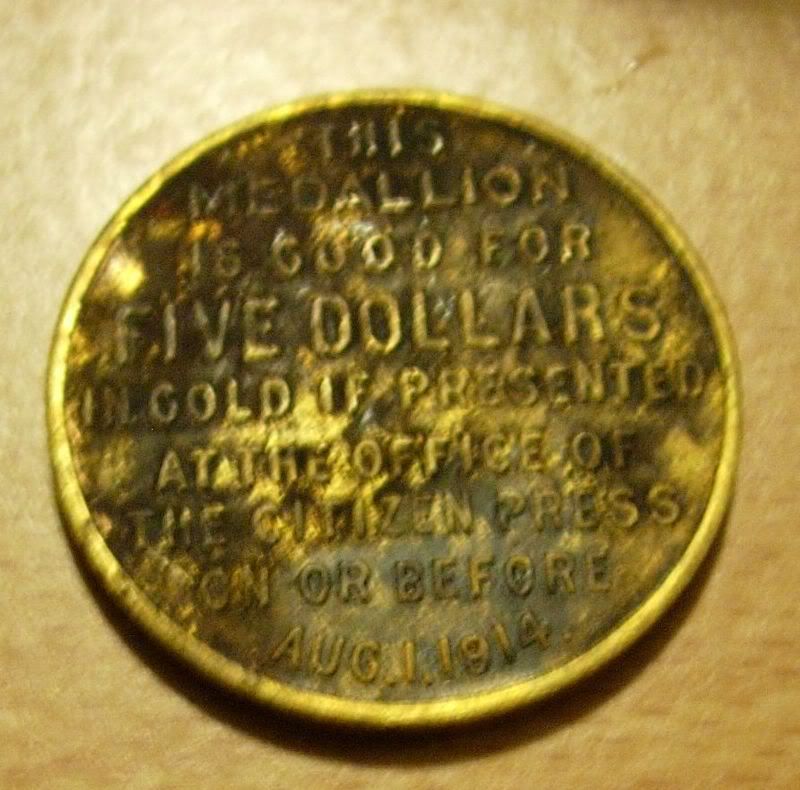 THIS
MEDALLION
IS GOOD FOR
FIVE DOLLARS
IN GOLD IF PRESENTED
AT THE OFFICE OF
THE CITIZEN PRESS
ON OR BEFORE
AUG. 1. 1914.